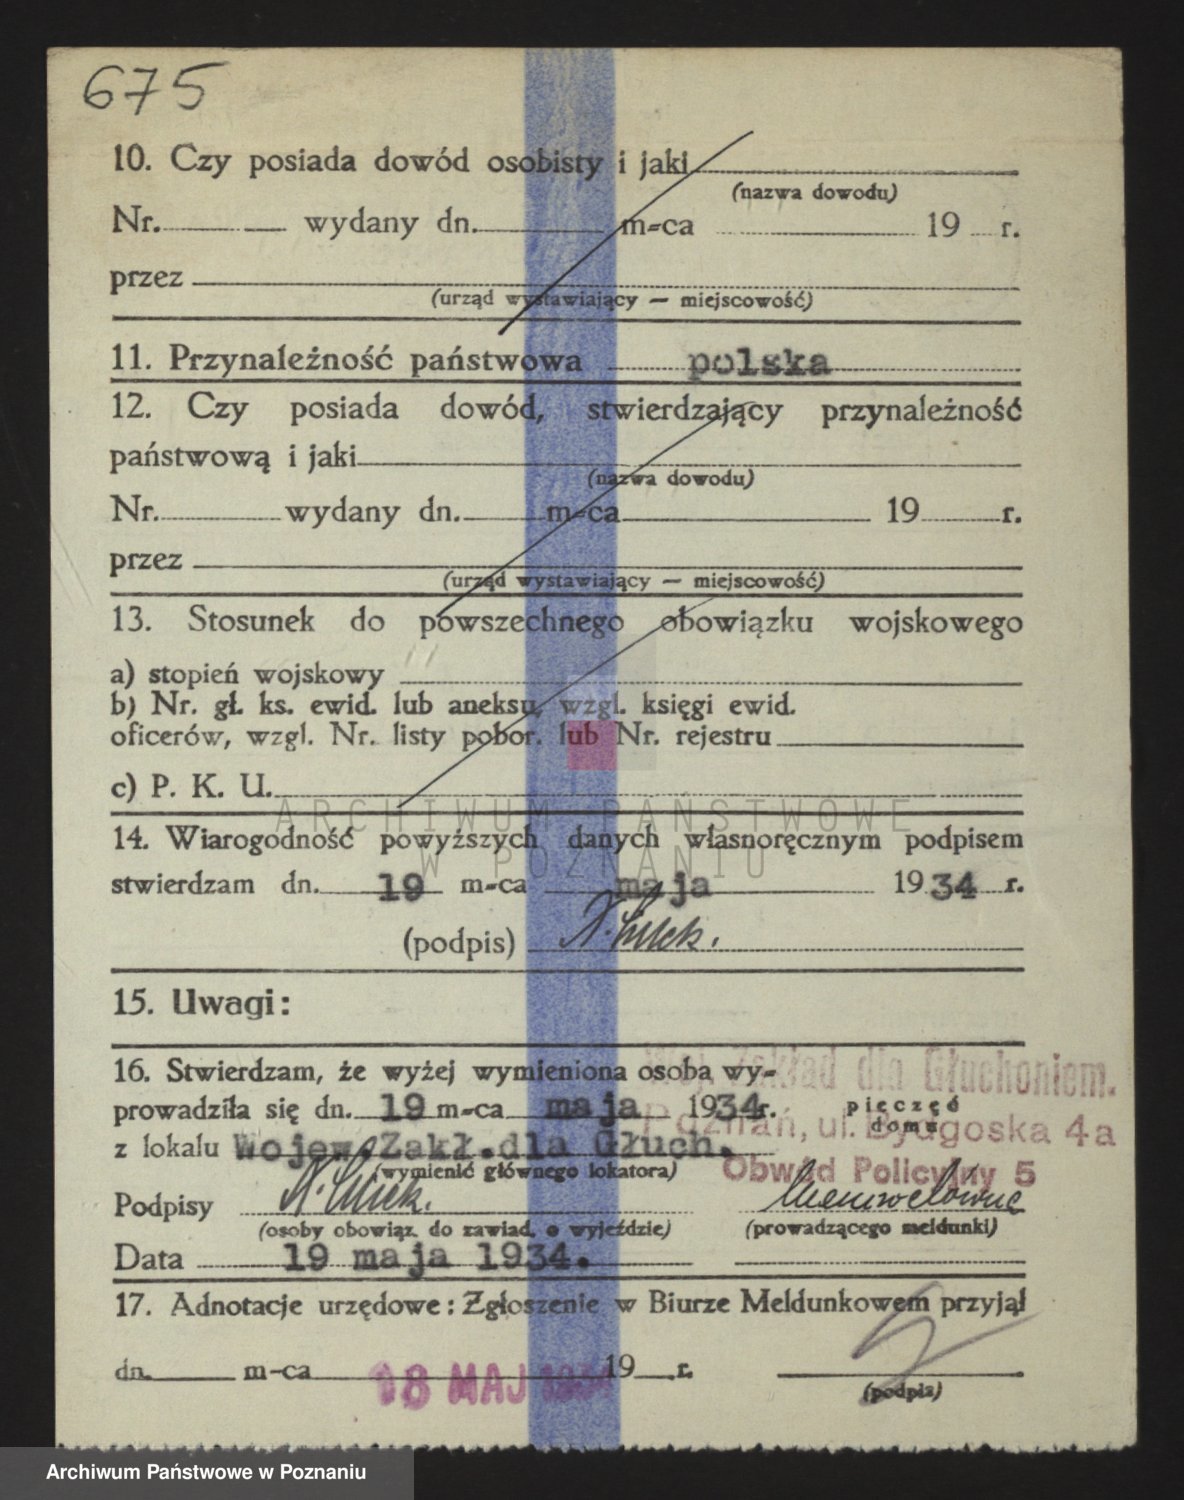 675
10. Czy posiada dowód osobisty i jaki
(nazwa dowodu)
Nr. wydany dn. m-ca 19 r.
przez
(urząd wystawiający — miejscowość)
11. Przynależność państwowa polska
12. Czy posiada dowód, stwierdzający przynależność
państwową i jaki
(nazwa dowodu)
Nr. wydany dn. m-ca 19 r.
przez
(urząd wystawiający — miejscowość)
13. Stosunek do powszechnego obowiązku wojskowego
a) stopień wojskowy
b) Nr. gł. ks. ewid. lub aneksu, wzgl. księgi ewid.
oficerów, wzgl. Nr. listy pobor. lub Nr. rejestru
c) P. K. U.
ARCHIWUM PAŃSTWOWE
W POZNANIU
14. Wiarogodność powyższych danych własnoręcznym podpisem
stwierdzam dn. 19 m-ca maja 1934 r.
(podpis)
15. Uwagi:
16. Stwierdzam, że wyżej wymieniona osoba wy-
Woj. Zakład dla Głuchoniem.
prowadziła się dn. 19 m-ca maja 1934r. pieczęć
domu
Poznań, ul. Bydgoska 4a
z lokalu Wojew.Zakł.dla Głuch.
(wymienić głównego lokatora)
Obwód Policyjny 5
Podpisy
(osoby obowiąz. do zawiad. o wyjeździe) (prowadzącego meldunki)
Data 19 maja 1934.
17. Adnotacje urzędowe: Zgłoszenie w Biurze Meldunkowem przyjął
dn. m-ca 19 r.
18 MAJ 1934
(podpis)
Archiwum Państwowe w Poznaniu